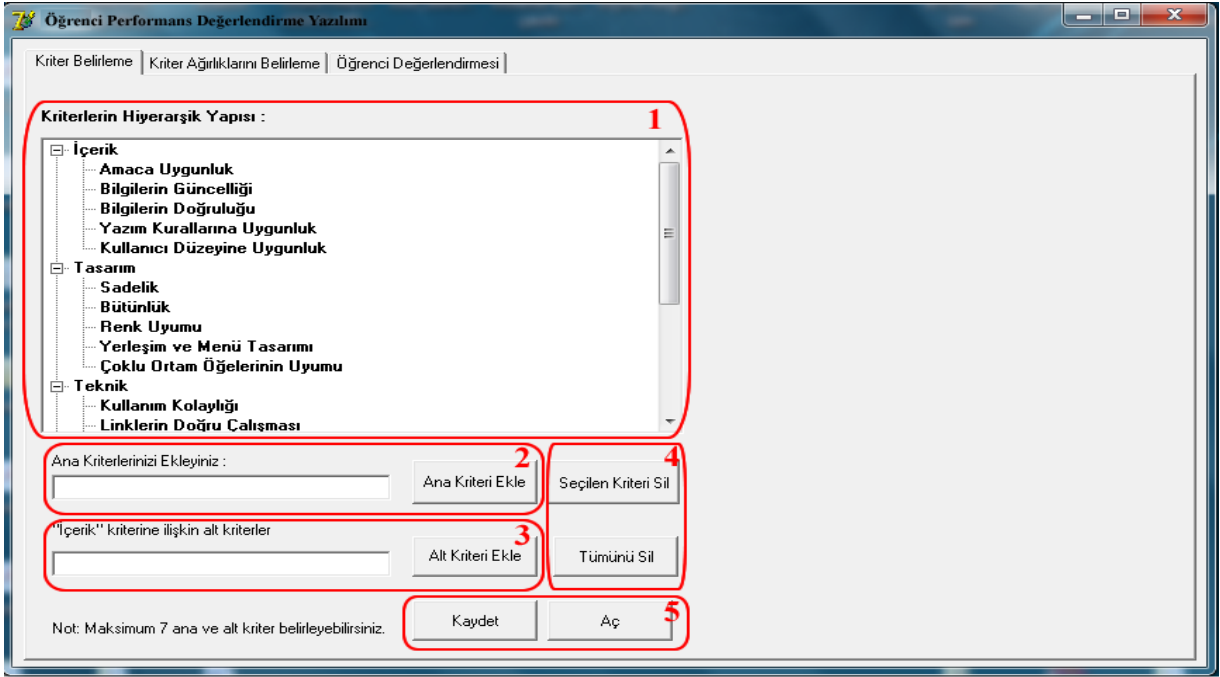 Öğrenci Performans Değerlendirme Yazılımı
Kriter Belirleme Kriter Ağırlıklarını Belirleme Öğrenci Değerlendirmesi
Kriterlerin Hiyerarşik Yapısı : 1
İçerik
Amaca Uygunluk
Bilgilerin Güncelliği
Bilgilerin Doğruluğu
Yazım Kurallarına Uygunluk
Kullanıcı Düzeyine Uygunluk
Tasarım
Sadelik
Bütünlük
Renk Uyumu
Yerleşim ve Menü Tasarımı
Çoklu Ortam Öğelerinin Uyumu
Teknik
Kullanım Kolaylığı
Linklerin Doğru Çalışması
Ana Kriterlerinizi Ekleyiniz : 2 4
Ana Kriteri Ekle Seçilen Kriteri Sil
"İçerik" kriterine ilişkin alt kriterler 3
Alt Kriteri Ekle Tümünü Sil
Kaydet Aç 5
Not: Maksimum 7 ana ve alt kriter belirleyebilirsiniz.